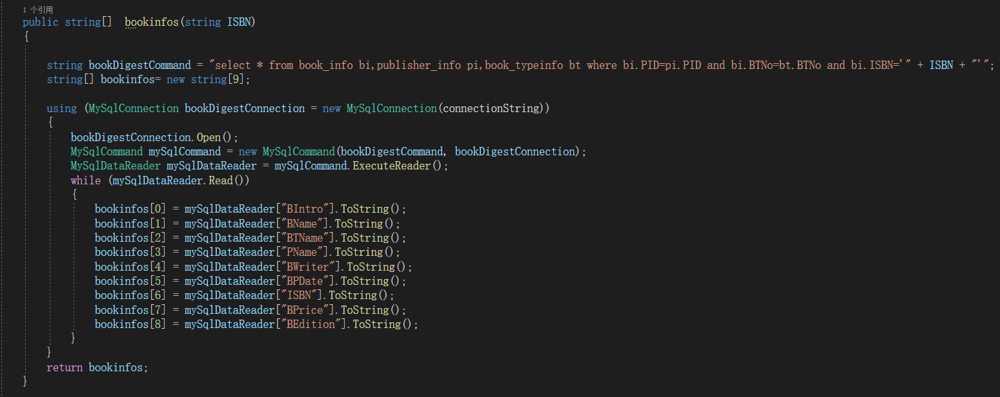 1 个引用
public string[]  bookinfos(string ISBN)
{
string bookDigestCommand = "select * from book_info bi,publisher_info pi,book_typeinfo bt where bi.PID=pi.PID and bi.BTNo=bt.BTNo and bi.ISBN='" + ISBN + "'";
string[] bookinfos= new string[9];
using (MySqlConnection bookDigestConnection = new MySqlConnection(connectionString))
{
bookDigestConnection.Open();
MySqlCommand mySqlCommand = new MySqlCommand(bookDigestCommand, bookDigestConnection);
MySqlDataReader mySqlDataReader = mySqlCommand.ExecuteReader();
while (mySqlDataReader.Read())
{
bookinfos[0] = mySqlDataReader["BIntro"].ToString();
bookinfos[1] = mySqlDataReader["BName"].ToString();
bookinfos[2] = mySqlDataReader["BTName"].ToString();
bookinfos[3] = mySqlDataReader["PName"].ToString();
bookinfos[4] = mySqlDataReader["BWriter"].ToString();
bookinfos[5] = mySqlDataReader["BPDate"].ToString();
bookinfos[6] = mySqlDataReader["ISBN"].ToString();
bookinfos[7] = mySqlDataReader["BPrice"].ToString();
bookinfos[8] = mySqlDataReader["BEdition"].ToString();
}
}
return bookinfos;
}